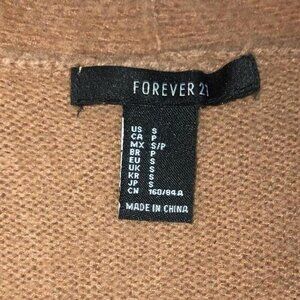 FOREVER 21
US S
CA P
MX S/P
BR P
EU S
UK S
KR S
JP S
CN 160/84A
MADE IN CHINA